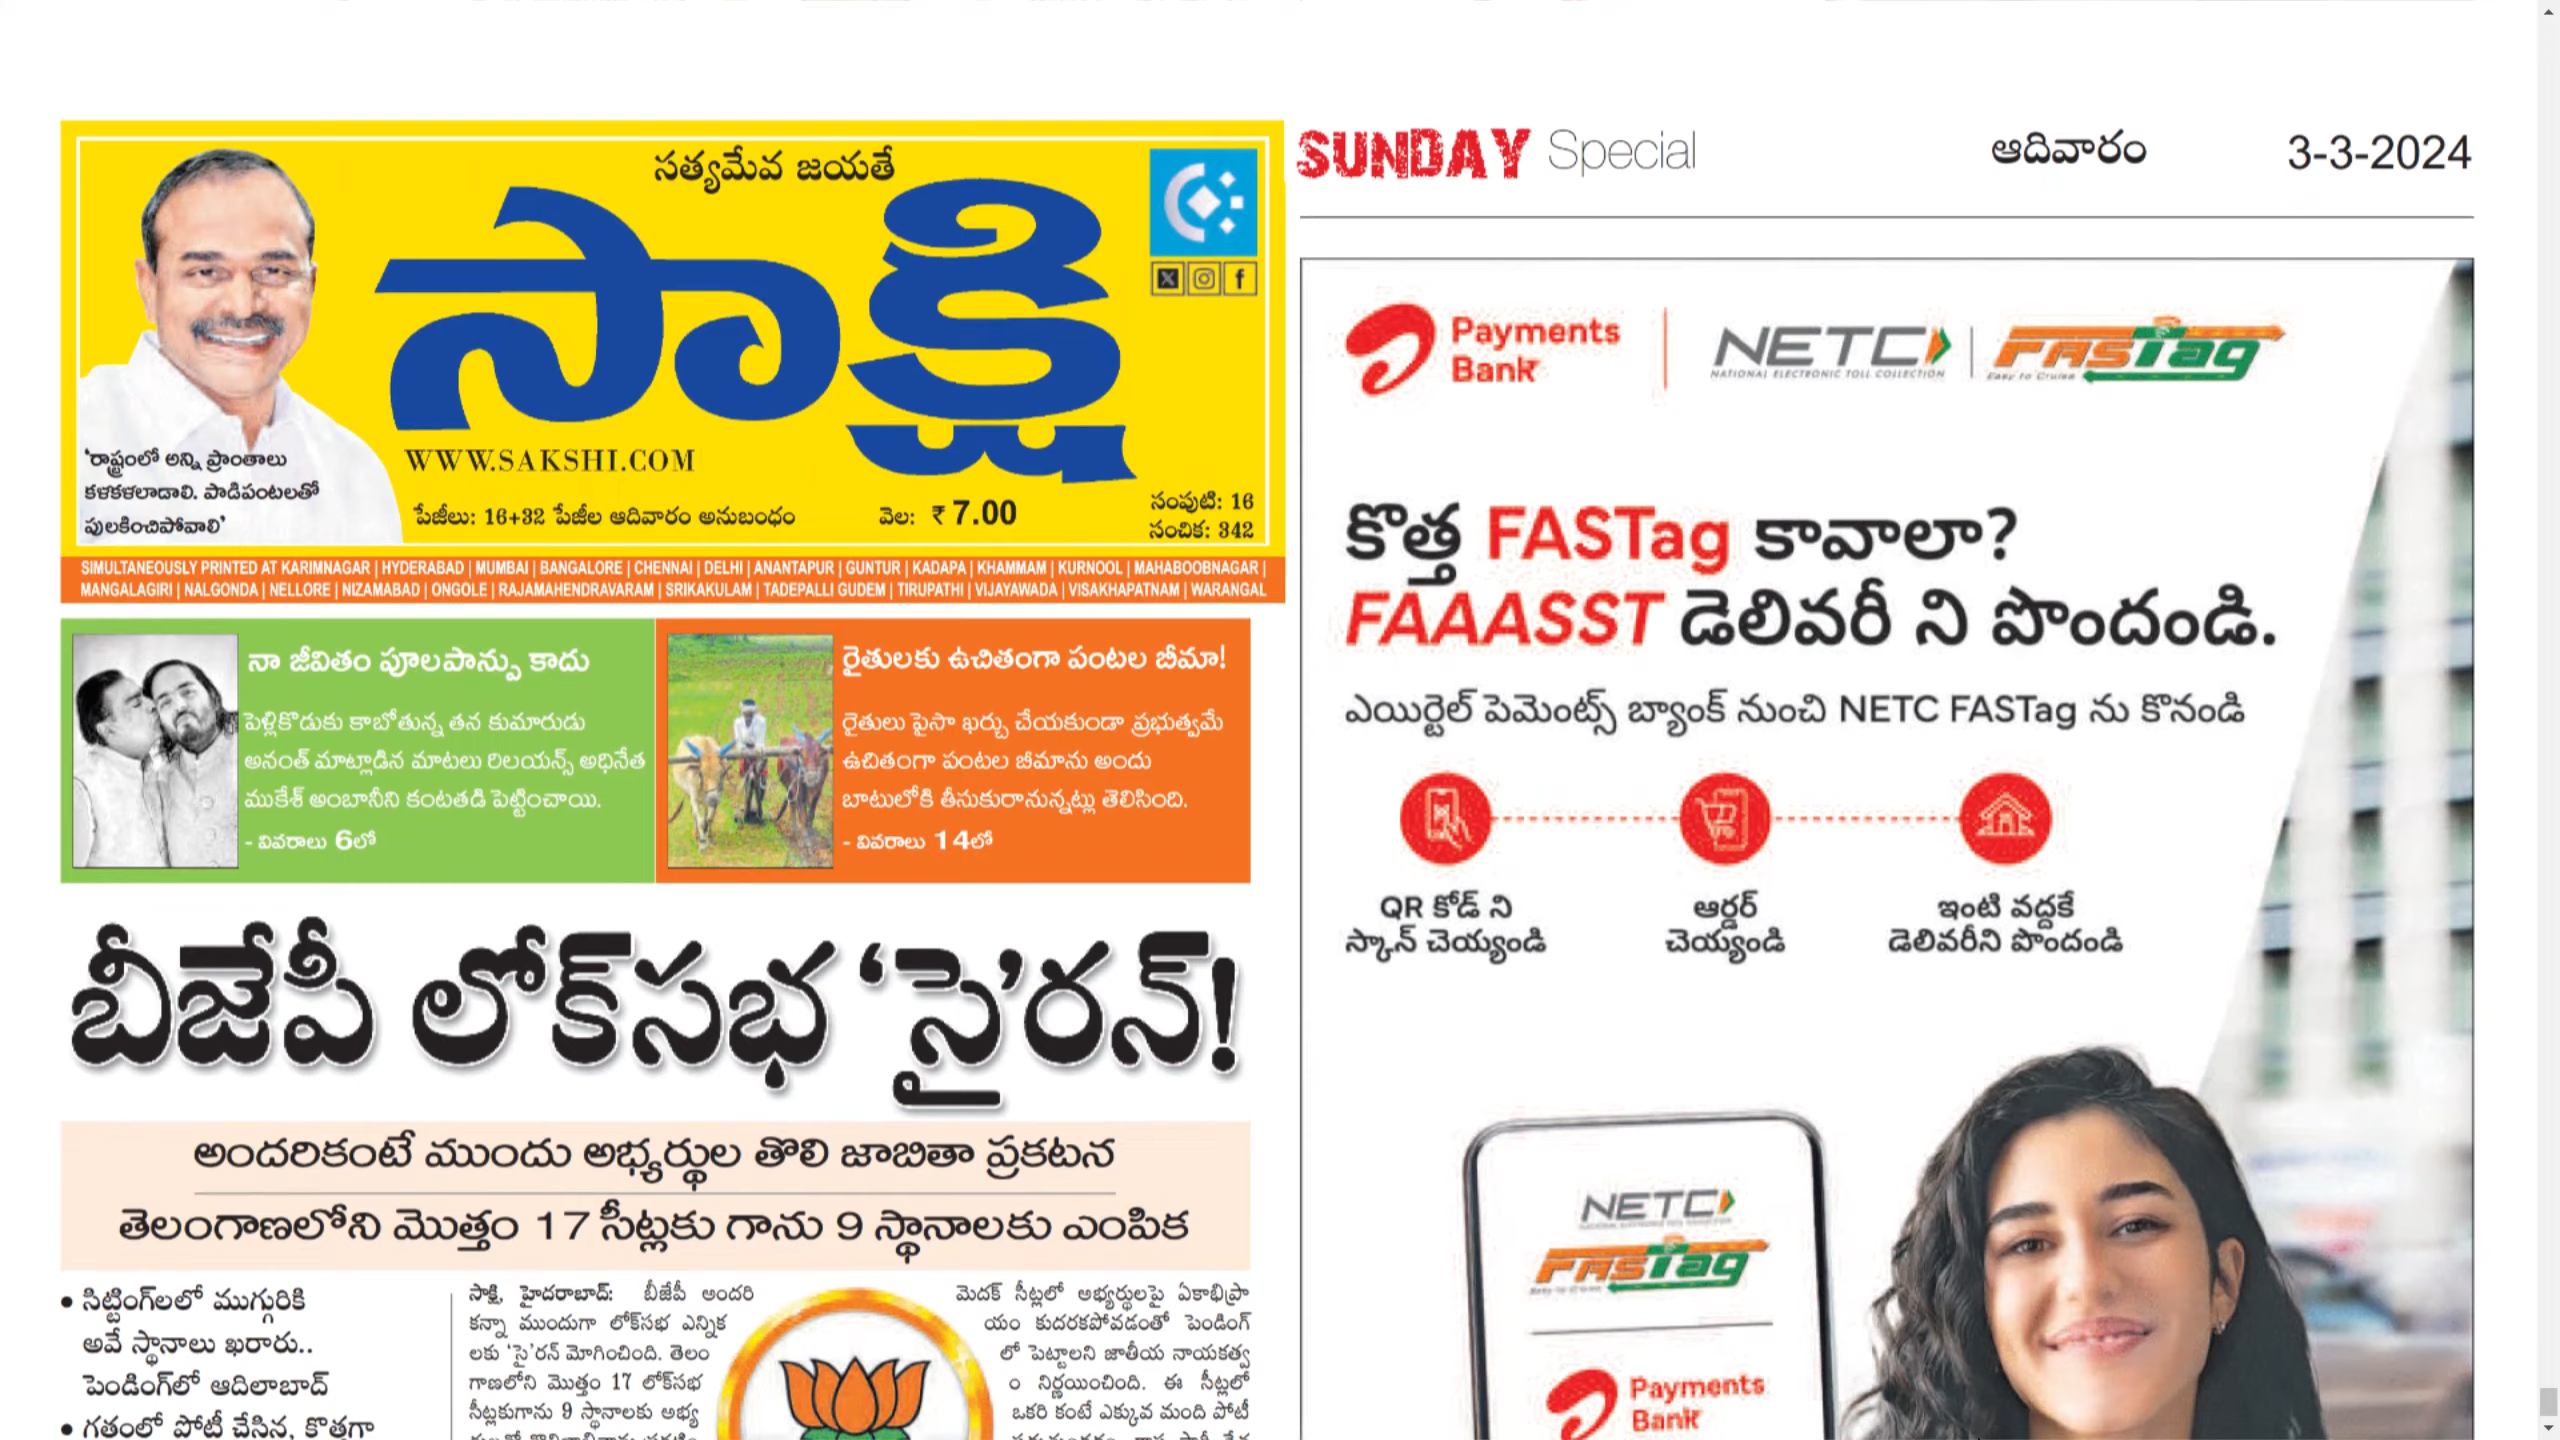 సత్యమేవ జయతే
సాక్షి
WWW.SAKSHI.COM
'రాష్ట్రంలో అన్ని ప్రాంతాలు
కళకళలాడాలి. పాడిపంటలతో
పులకించిపోవాలి'
పేజీలు: 16+32 పేజీల ఆదివారం అనుబంధం
వెల: ₹ 7.00
సంపుటి: 16
సంచిక: 342
SIMULTANEOUSLY PRINTED AT KARIMNAGAR | HYDERABAD | MUMBAI | BANGALORE | CHENNAI | DELHI | ANANTAPUR | GUNTUR | KADAPA | KHAMMAM | KURNOOL | MAHABOOBNAGAR |
MANGALAGIRI | NALGONDA | NELLORE | NIZAMABAD | ONGOLE | RAJAMAHENDRAVARAM | SRIKAKULAM | TADEPALLI GUDEM | TIRUPATHI | VIJAYAWADA | VISAKHAPATNAM | WARANGAL
నా జీవితం పూలపాన్పు కాదు
పెళ్లికొడుకు కాబోతున్న తన కుమారుడు
అనంత్ మాట్లాడిన మాటలు రిలయన్స్ అధినేత
ముకేశ్ అంబానీని కంటతడి పెట్టించాయి.
- వివరాలు 6లో
రైతులకు ఉచితంగా పంటల బీమా!
రైతులు పైసా ఖర్చు చేయకుండా ప్రభుత్వమే
ఉచితంగా పంటల బీమాను అందు
బాటులోకి తీసుకురానున్నట్లు తెలిసింది.
- వివరాలు 14లో
బీజేపీ లోక్‌సభ 'సై'రన్!
అందరికంటే ముందు అభ్యర్థుల తొలి జాబితా ప్రకటన
తెలంగాణలోని మొత్తం 17 సీట్లకు గాను 9 స్థానాలకు ఎంపిక
• సిట్టింగ్‌లలో ముగ్గురికి
అవే స్థానాలు ఖరారు..
పెండింగ్‌లో ఆదిలాబాద్
• గతంలో పోటీ చేసిన, కొత్తగా
సాక్షి, హైదరాబాద్: బీజేపీ అందరి
కన్నా ముందుగా లోక్‌సభ ఎన్నిక
లకు 'సై'రన్ మోగించింది. తెలం
గాణలోని మొత్తం 17 లోక్‌సభ
సీట్లకుగాను 9 స్థానాలకు అభ్య
మెదక్ సీట్లలో అభ్యర్థులపై ఏకాభిప్రా
యం కుదరకపోవడంతో పెండింగ్
లో పెట్టాలని జాతీయ నాయకత్వ
ం నిర్ణయించింది. ఈ సీట్లలో
ఒకరి కంటే ఎక్కువ మంది పోటీ
SUNDAY Special
ఆదివారం
3-3-2024
Payments
Bank
NETC
NATIONAL ELECTRONIC TOLL COLLECTION
FASTag
Easy to Cruise
కొత్త FASTag కావాలా?
FAAASST డెలివరీ ని పొందండి.
ఎయిర్టెల్ పేమెంట్స్ బ్యాంక్ నుంచి NETC FASTag ను కొనండి
QR కోడ్ ని
స్కాన్ చెయ్యండి
ఆర్డర్
చెయ్యండి
ఇంటి వద్దకే
డెలివరీని పొందండి
NETC
FASTag
Payments
Bank